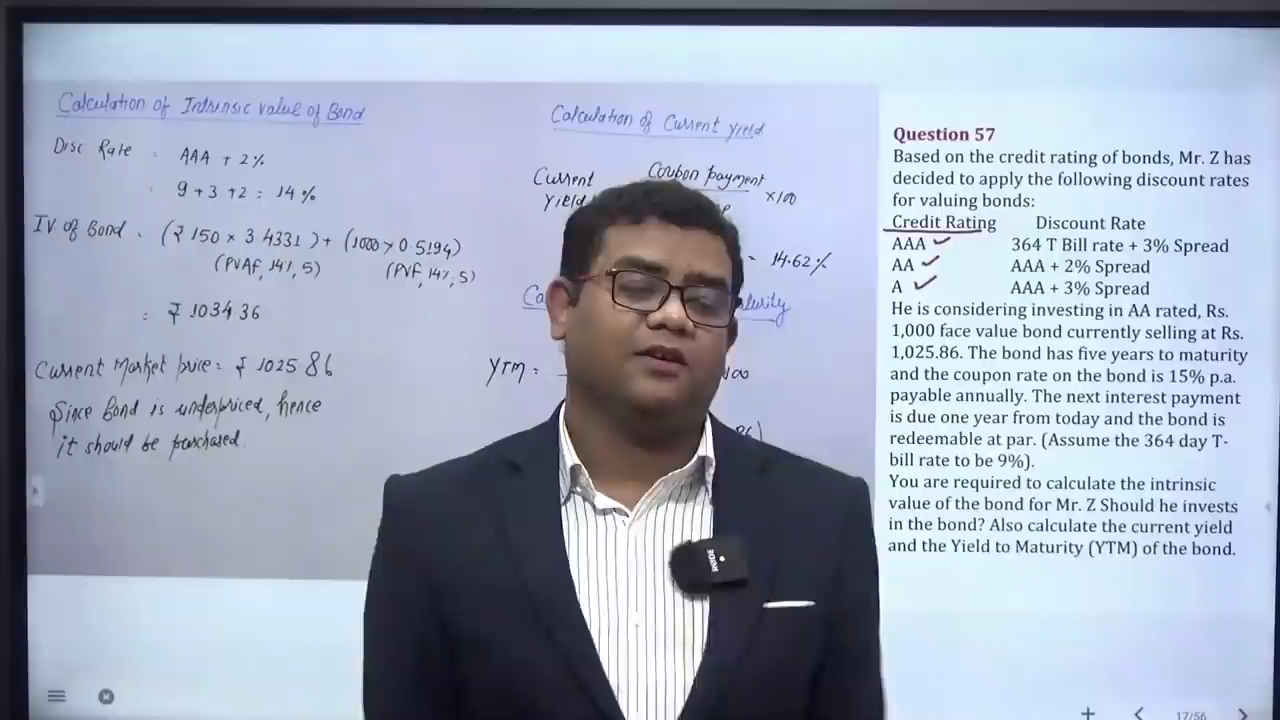 Calculation of Intrinsic value of Bond
Disc Rate : AAA + 2%
: 9 + 3 + 2 = 14%
IV of Bond = (₹ 150 x 3.4331) + (1000 x 0.5194)
(PVAF, 14%, 5) (PVF, 14%, 5)
: ₹ 1034.36
Current Market price = ₹ 1025.86
Since Bond is underpriced, hence
it should be purchased.
Calculation of Current yield
Current
yield
Coupon payment
x100
= 14.62%
YTM =
Question 57
Based on the credit rating of bonds, Mr. Z has
decided to apply the following discount rates
for valuing bonds:
Credit Rating Discount Rate
AAA 364 T Bill rate + 3% Spread
AA AAA + 2% Spread
A AAA + 3% Spread
He is considering investing in AA rated, Rs.
1,000 face value bond currently selling at Rs.
1,025.86. The bond has five years to maturity
and the coupon rate on the bond is 15% p.a.
payable annually. The next interest payment
is due one year from today and the bond is
redeemable at par. (Assume the 364 day T-
bill rate to be 9%).
You are required to calculate the intrinsic
value of the bond for Mr. Z Should he invests
in the bond? Also calculate the current yield
and the Yield to Maturity (YTM) of the bond.
RØDE
17/56